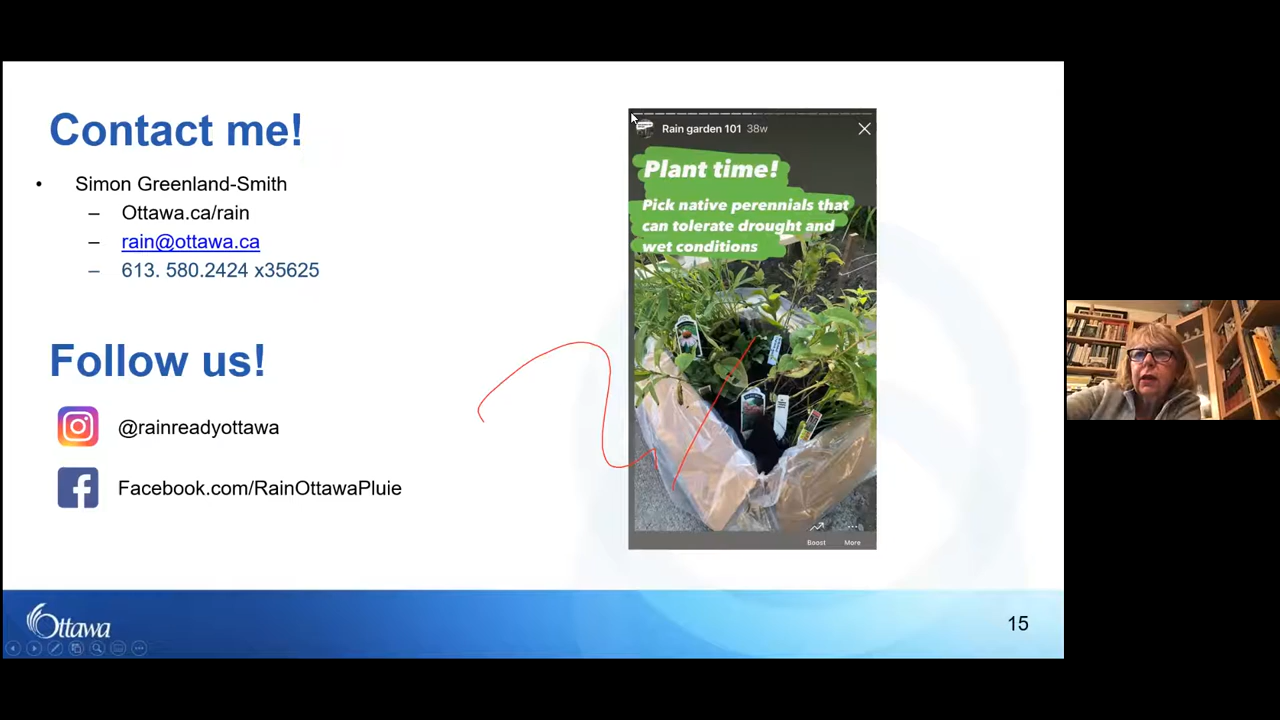 Contact me!
• Simon Greenland-Smith
– Ottawa.ca/rain
– rain@ottawa.ca
– 613. 580.2424 x35625
Follow us!
@rainreadyottawa
Facebook.com/RainOttawaPluie
Rain garden 101 38w
Plant time!
Pick native perennials that
can tolerate drought and
wet conditions
Boost More
Ottawa
15